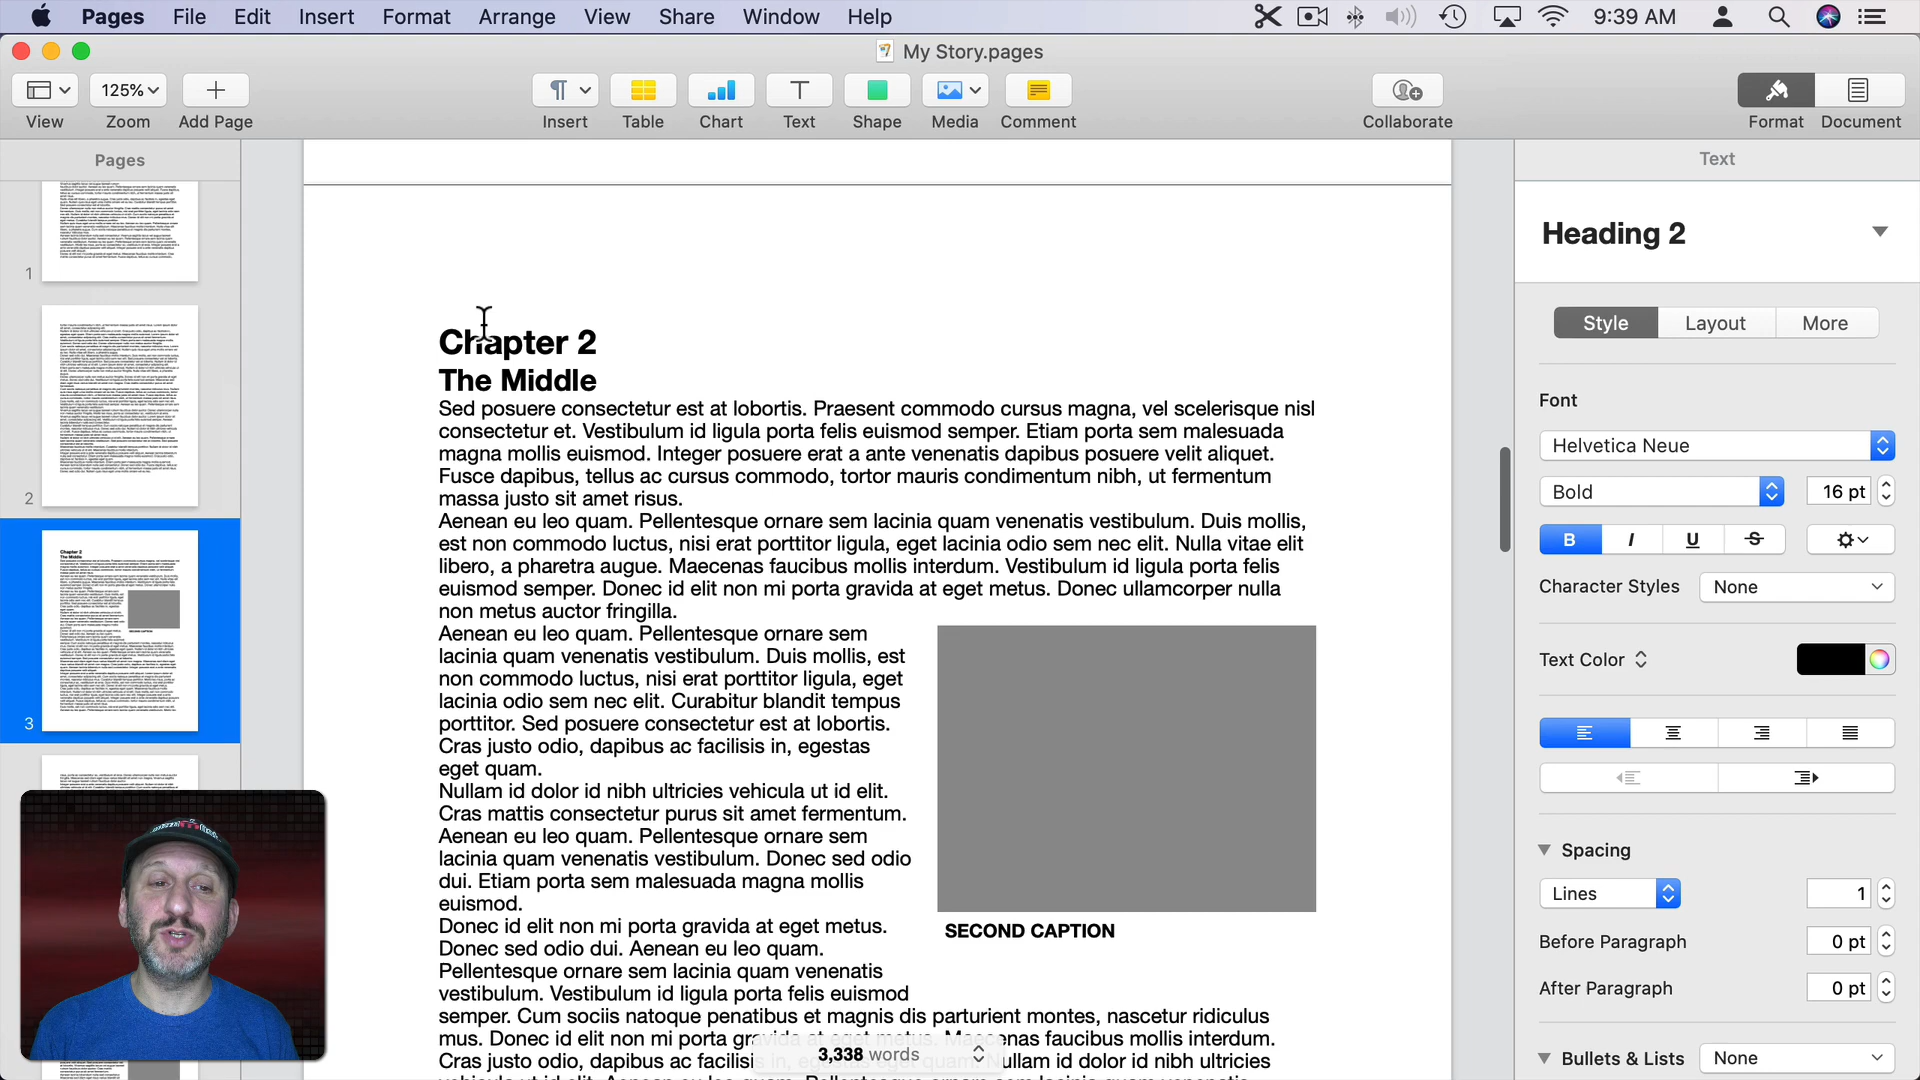 Pages File Edit Insert Format Arrange View Share Window Help 9:39 AM
My Story.pages
125%
View Zoom Add Page Insert Table Chart Text Shape Media Comment Collaborate Format Document
Pages
1
2
Chapter 2
The Middle
SECOND CAPTION
3
Chapter 2
The Middle
Sed posuere consectetur est at lobortis. Praesent commodo cursus magna, vel scelerisque nisl
consectetur et. Vestibulum id ligula porta felis euismod semper. Etiam porta sem malesuada
magna mollis euismod. Integer posuere erat a ante venenatis dapibus posuere velit aliquet.
Fusce dapibus, tellus ac cursus commodo, tortor mauris condimentum nibh, ut fermentum
massa justo sit amet risus.
Aenean eu leo quam. Pellentesque ornare sem lacinia quam venenatis vestibulum. Duis mollis,
est non commodo luctus, nisi erat porttitor ligula, eget lacinia odio sem nec elit. Nulla vitae elit
libero, a pharetra augue. Maecenas faucibus mollis interdum. Vestibulum id ligula porta felis
euismod semper. Donec id elit non mi porta gravida at eget metus. Donec ullamcorper nulla
non metus auctor fringilla.
Aenean eu leo quam. Pellentesque ornare sem
lacinia quam venenatis vestibulum. Duis mollis, est
non commodo luctus, nisi erat porttitor ligula, eget
lacinia odio sem nec elit. Curabitur blandit tempus
porttitor. Sed posuere consectetur est at lobortis.
Cras justo odio, dapibus ac facilisis in, egestas
eget quam.
Nullam id dolor id nibh ultricies vehicula ut id elit.
Cras mattis consectetur purus sit amet fermentum.
Aenean eu leo quam. Pellentesque ornare sem
lacinia quam venenatis vestibulum. Donec sed odio
dui. Etiam porta sem malesuada magna mollis
euismod.
Donec id elit non mi porta gravida at eget metus.
Donec sed odio dui. Aenean eu leo quam.
Pellentesque ornare sem lacinia quam venenatis
vestibulum. Vestibulum id ligula porta felis euismod
SECOND CAPTION
semper. Cum sociis natoque penatibus et magnis dis parturient montes, nascetur ridiculus
mus. Donec id elit non mi porta gravida at eget metus. Maecenas faucibus mollis interdum.
Cras justo odio, dapibus ac facilisis in, egestas eget quam. Nullam id dolor id nibh ultricies
3,338 words
Text
Heading 2
Style Layout More
Font
Helvetica Neue
Bold 16 pt
B I U S
Character Styles None
Text Color
Spacing
Lines 1
Before Paragraph 0 pt
After Paragraph 0 pt
Bullets & Lists None